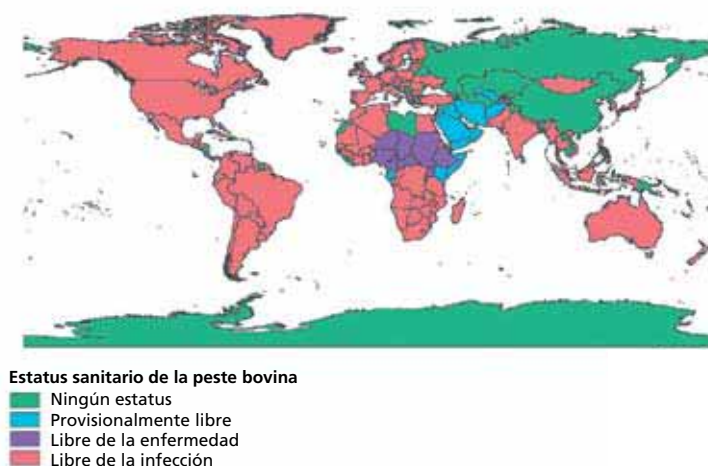 Estatus sanitario de la peste bovina
Ningún estatus
Provisionalmente libre
Libre de la enfermedad
Libre de la infección